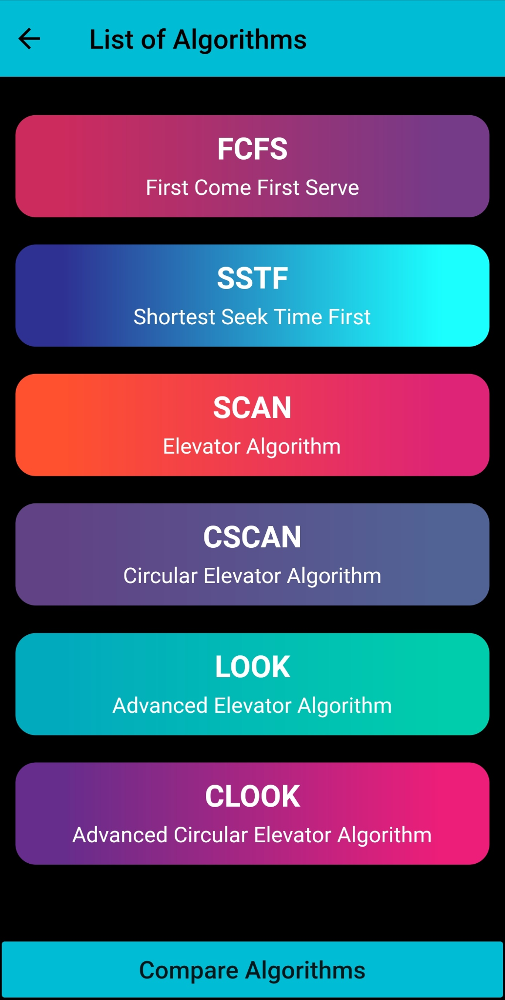 List of Algorithms
FCFS
First Come First Serve
SSTF
Shortest Seek Time First
SCAN
Elevator Algorithm
CSCAN
Circular Elevator Algorithm
LOOK
Advanced Elevator Algorithm
CLOOK
Advanced Circular Elevator Algorithm
Compare Algorithms